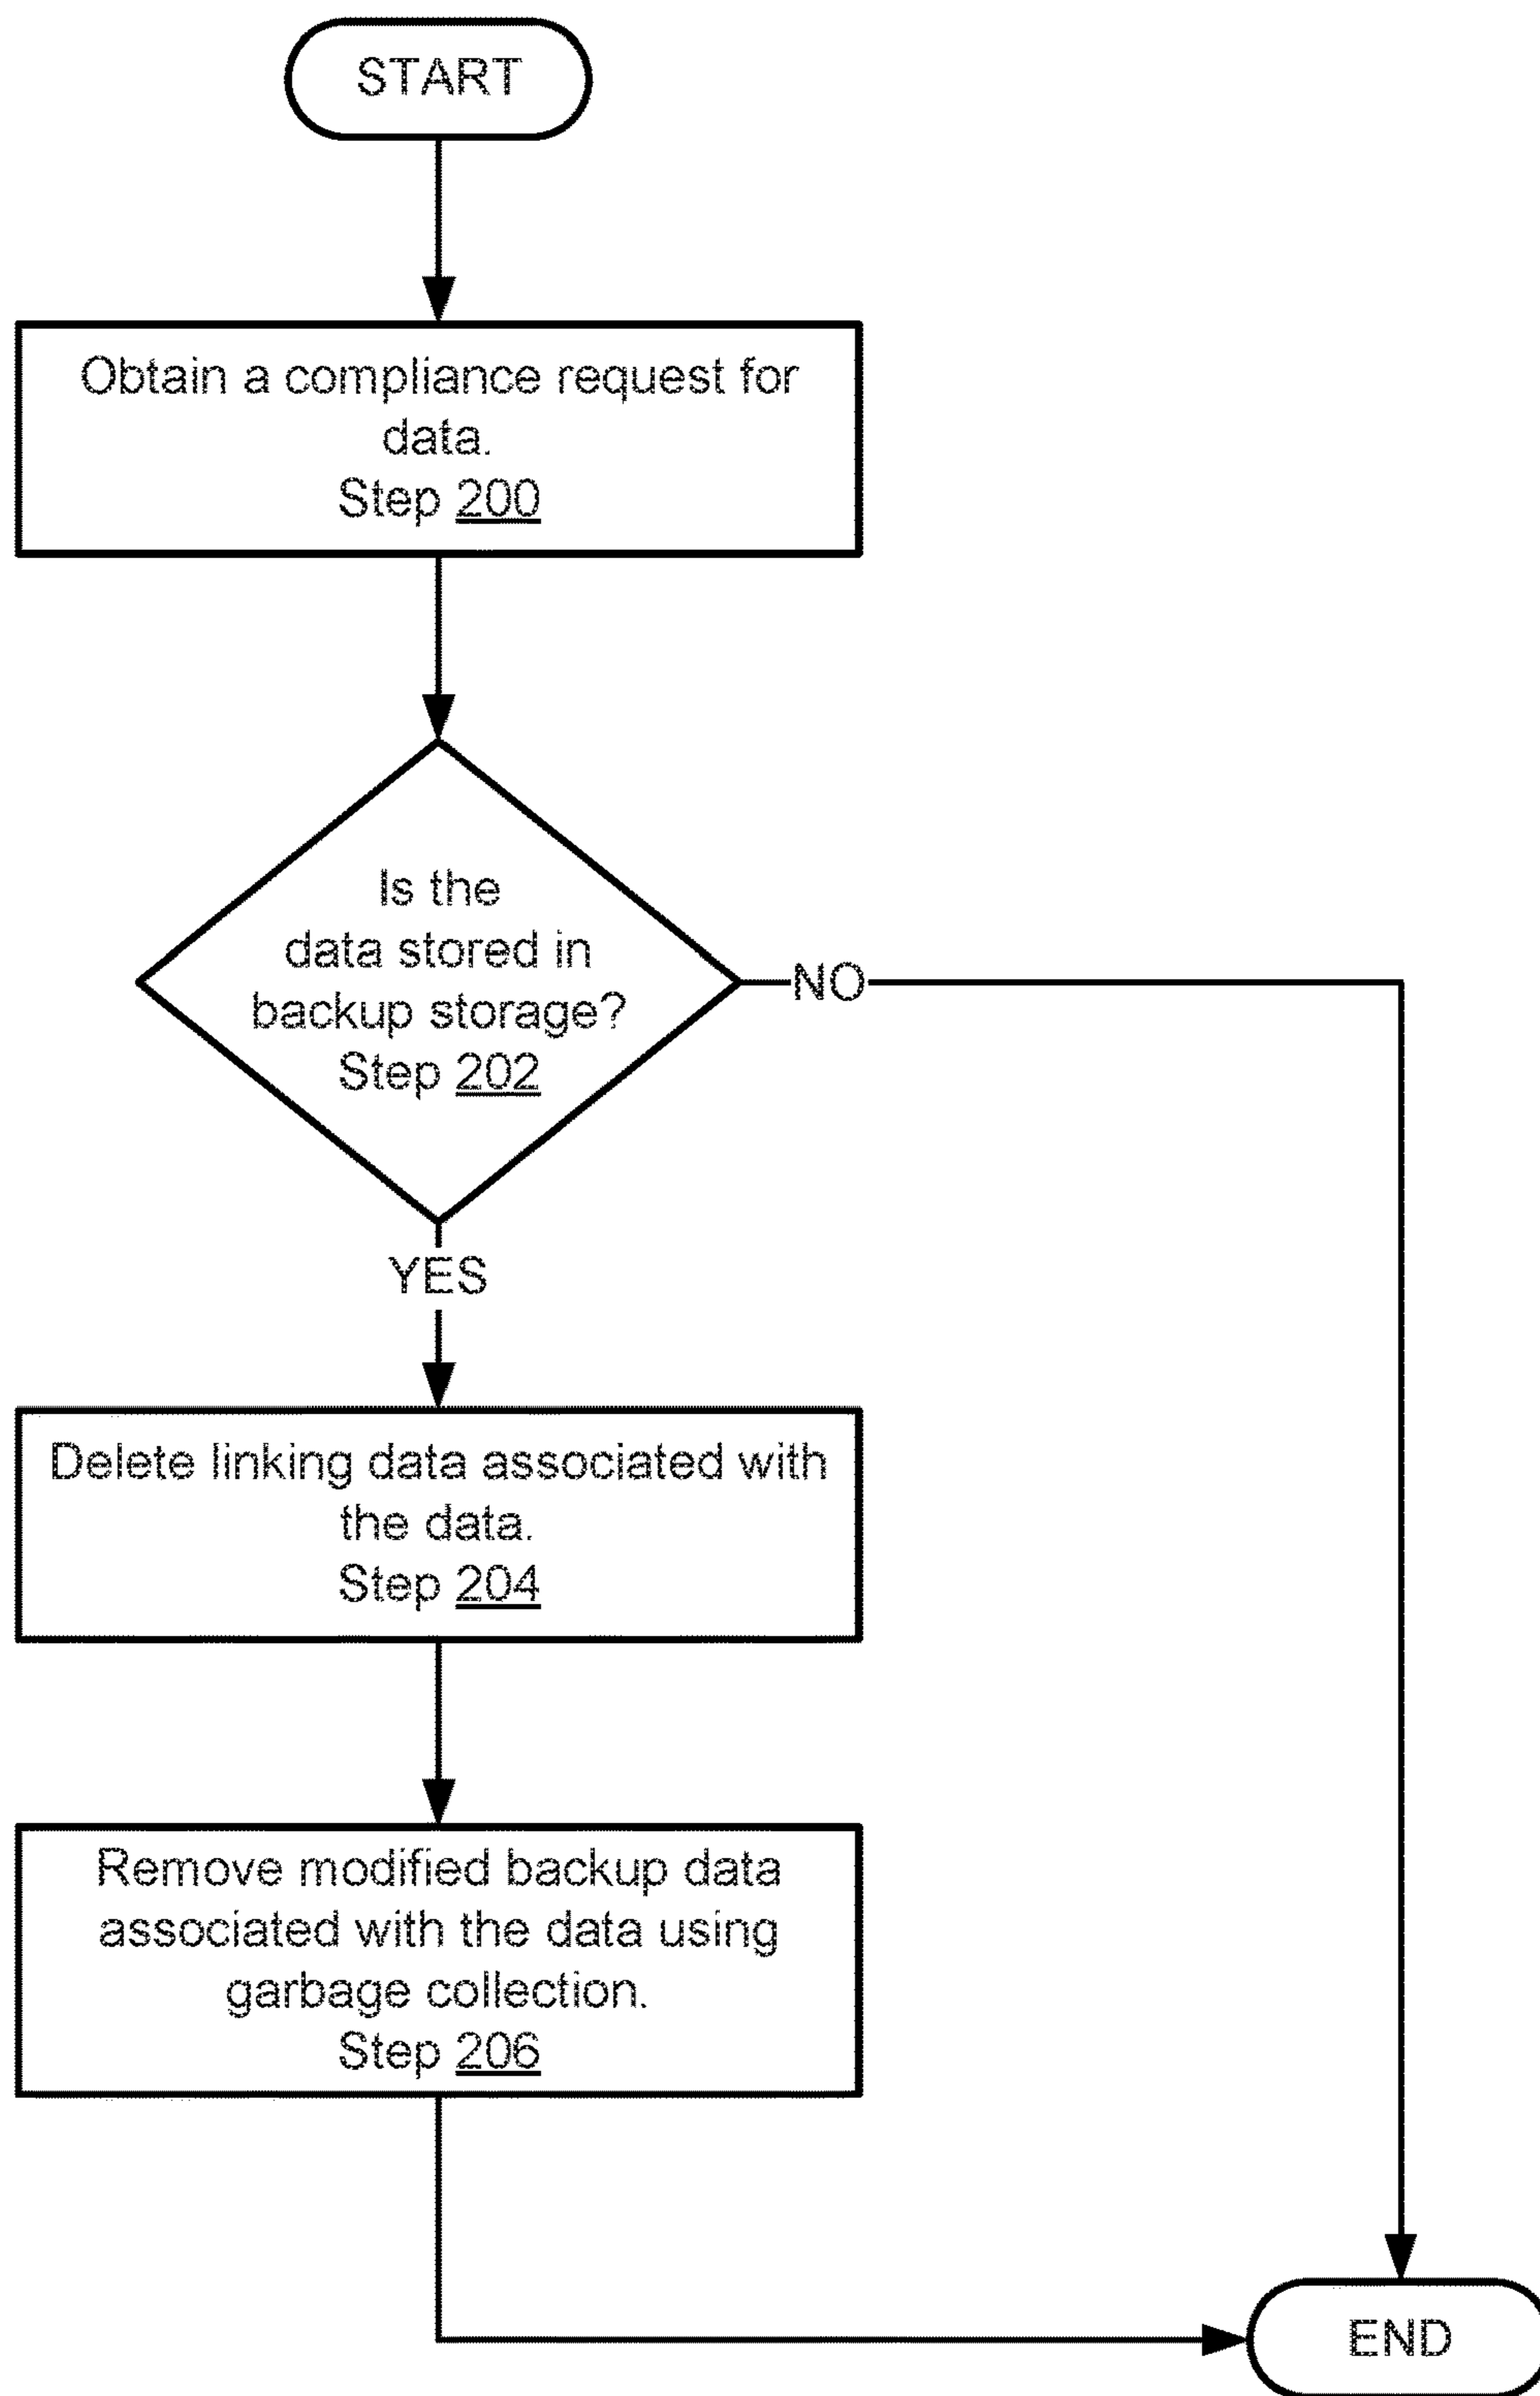 START
Obtain a compliance request for
data.
Step 200
Is the
data stored in
backup storage?
Step 202
NO
YES
Delete linking data associated with
the data.
Step 204
Remove modified backup data
associated with the data using
garbage collection.
Step 206
END